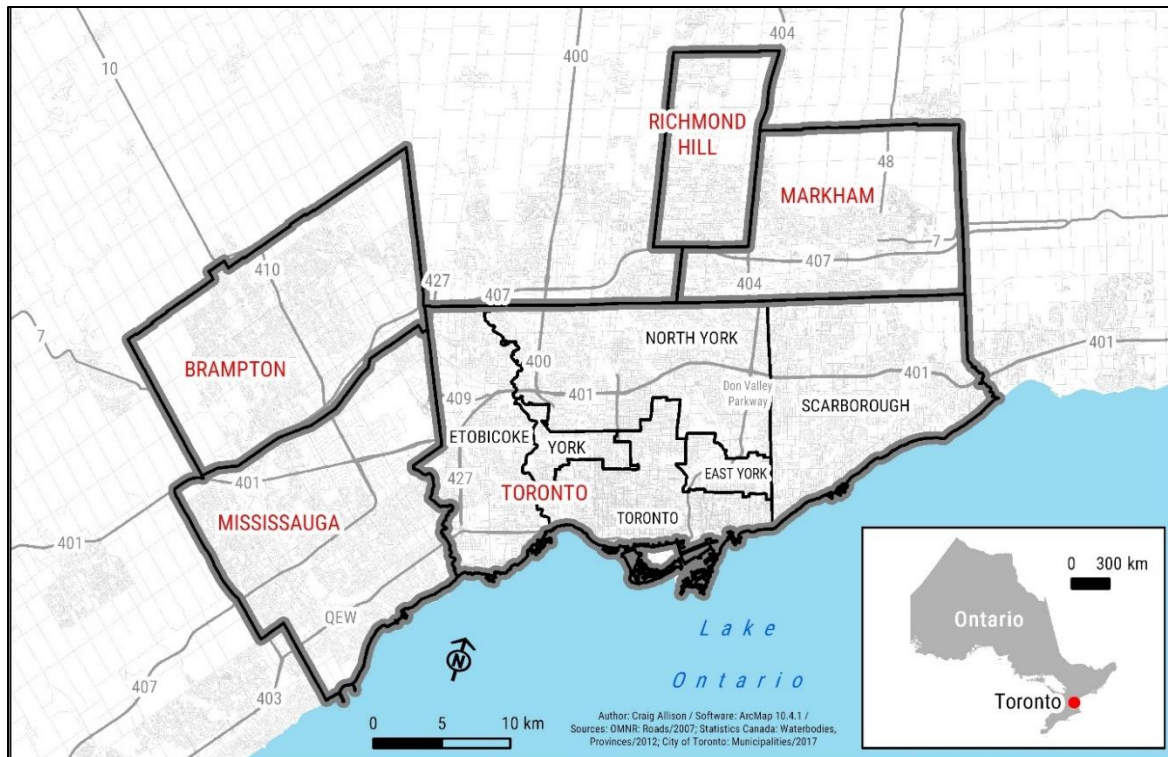 404
400
10
RICHMOND
HILL
48
MARKHAM
7
407
410
427
404
407
7
NORTH YORK
401
BRAMPTON
400
Don Valley
Parkway
401
401
409
SCARBOROUGH
ETOBICOKE
YORK
401
427
EAST YORK
TORONTO
MISSISSAUGA
TORONTO
401
0 300 km
QEW
Ontario
Lake
Ontario
N
407
403
Toronto
0 5 10 km
Author: Craig Allison / Software: ArcMap 10.4.1 /
Sources: OMNR: Roads/2007; Statistics Canada: Waterbodies,
Provinces/2012; City of Toronto: Municipalities/2017